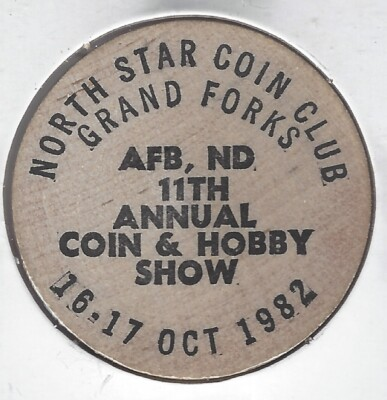 NORTH STAR COIN CLUB
GRAND FORKS
AFB, ND
11TH
ANNUAL
COIN & HOBBY
SHOW
16-17 OCT 1982